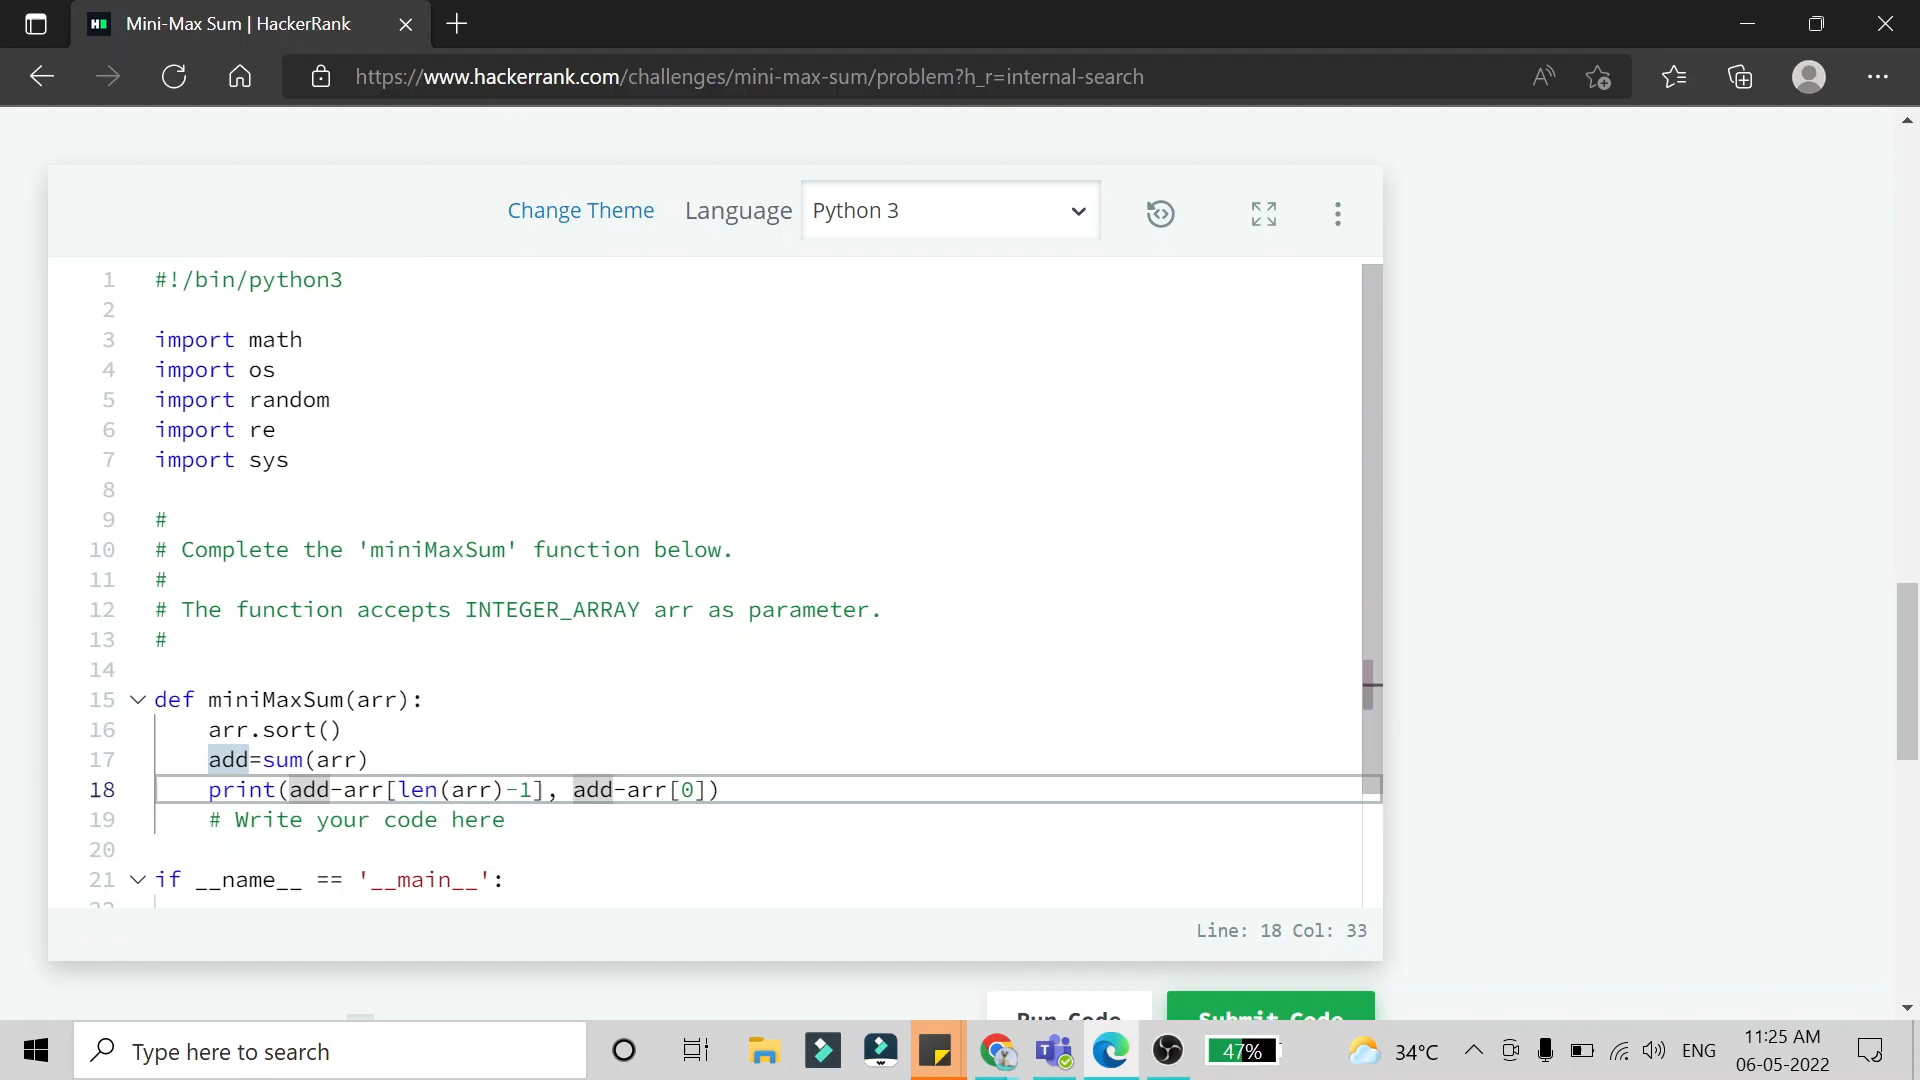 Mini-Max Sum | HackerRank
https://www.hackerrank.com/challenges/mini-max-sum/problem?h_r=internal-search
Change Theme Language Python 3
1 #!/bin/python3
2
3 import math
4 import os
5 import random
6 import re
7 import sys
8
9 #
10 # Complete the 'miniMaxSum' function below.
11 #
12 # The function accepts INTEGER_ARRAY arr as parameter.
13 #
14
15 def miniMaxSum(arr):
16 arr.sort()
17 add=sum(arr)
18 print(add-arr[len(arr)-1], add-arr[0])
19 # Write your code here
20
21 if __name__ == '__main__':
22
Line: 18 Col: 33
Run Code Submit Code
Type here to search
47%
34°C
ENG
11:25 AM
06-05-2022